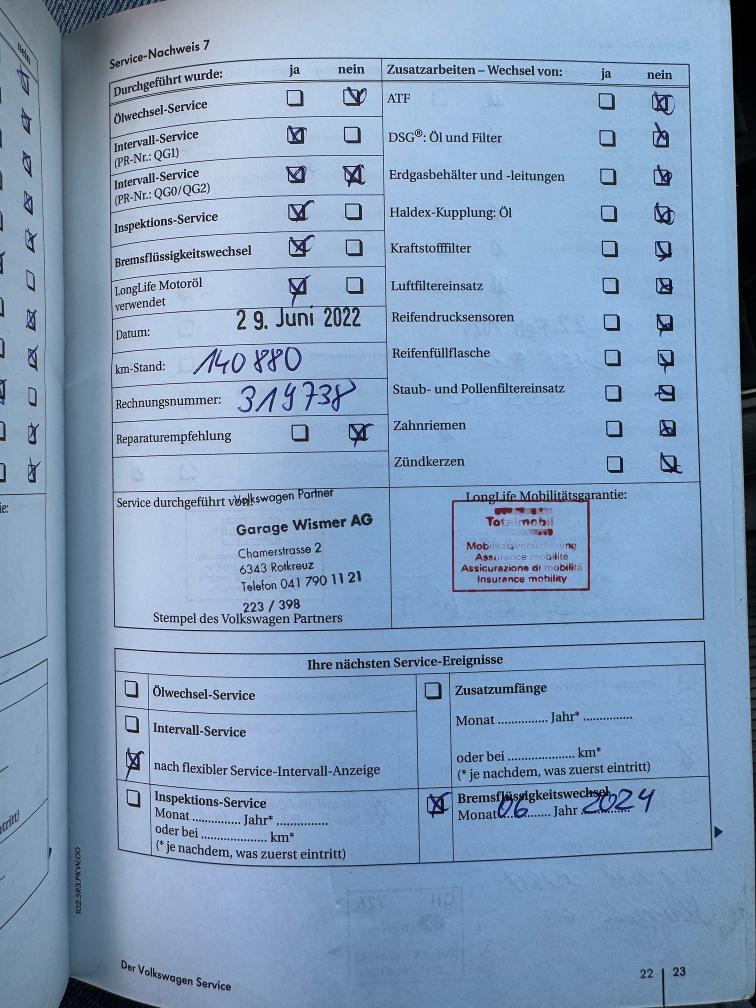 nein
Service-Nachweis 7
Durchgeführt wurde: ja nein
Ölwechsel-Service
Intervall-Service
(PR-Nr.: QG1)
Intervall-Service
(PR-Nr.: QG0/QG2)
Inspektions-Service
Bremsflüssigkeitswechsel
LongLife Motoröl
verwendet
Datum: 29. Juni 2022
km-Stand: 140880
Rechnungsnummer: 319738
Reparaturempfehlung
Zusatzarbeiten – Wechsel von: ja nein
ATF
DSG®: Öl und Filter
Erdgasbehälter und -leitungen
Haldex-Kupplung: Öl
Kraftstofffilter
Luftfiltereinsatz
Reifendrucksensoren
Reifenfüllflasche
Staub- und Pollenfiltereinsatz
Zahnriemen
Zündkerzen
Service durchgeführt von:
Volkswagen Partner
Garage Wismer AG
Chamerstrasse 2
6343 Rotkreuz
Telefon 041 790 11 21
223 / 398
Stempel des Volkswagen Partners
LongLife Mobilitätsgarantie:
Totalmobil
Assurance mobilité
Assicurazione di mobilità
Insurance mobility
Ihre nächsten Service-Ereignisse
Ölwechsel-Service
Intervall-Service
nach flexibler Service-Intervall-Anzeige
Inspektions-Service
Monat .............. Jahr* ..............
oder bei .................. km*
(* je nachdem, was zuerst eintritt)
Zusatzumfänge
Monat .............. Jahr* ..............
oder bei .................. km*
(* je nachdem, was zuerst eintritt)
Bremsflüssigkeitswechsel
Monat 06 Jahr 2024
102.5R3.PKW.00
Der Volkswagen Service
22 | 23